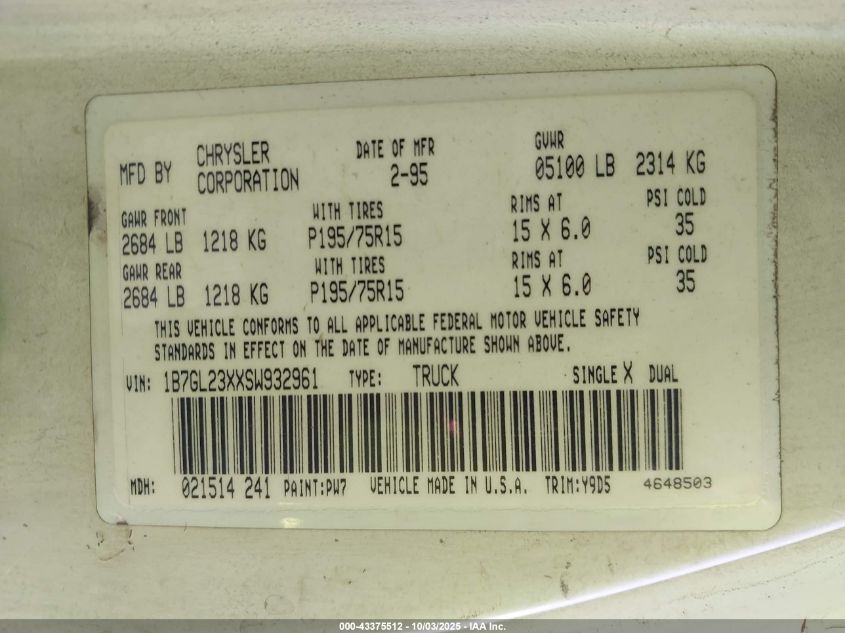 MFD BY CHRYSLER CORPORATION DATE OF MFR 2-95 GVWR 05100 LB 2314 KG
GAWR FRONT WITH TIRES RIMS AT PSI COLD
2684 LB 1218 KG P195/75R15 15 X 6.0 35
GAWR REAR WITH TIRES RIMS AT PSI COLD
2684 LB 1218 KG P195/75R15 15 X 6.0 35
THIS VEHICLE CONFORMS TO ALL APPLICABLE FEDERAL MOTOR VEHICLE SAFETY
STANDARDS IN EFFECT ON THE DATE OF MANUFACTURE SHOWN ABOVE.
VIN: 1B7GL23XXSW932961 TYPE: TRUCK SINGLE X DUAL
MDH: 021514 241 PAINT:PW7 VEHICLE MADE IN U.S.A. TRIM:Y9D5 4648503
000-43375512 - 10/03/2025 - IAA Inc.